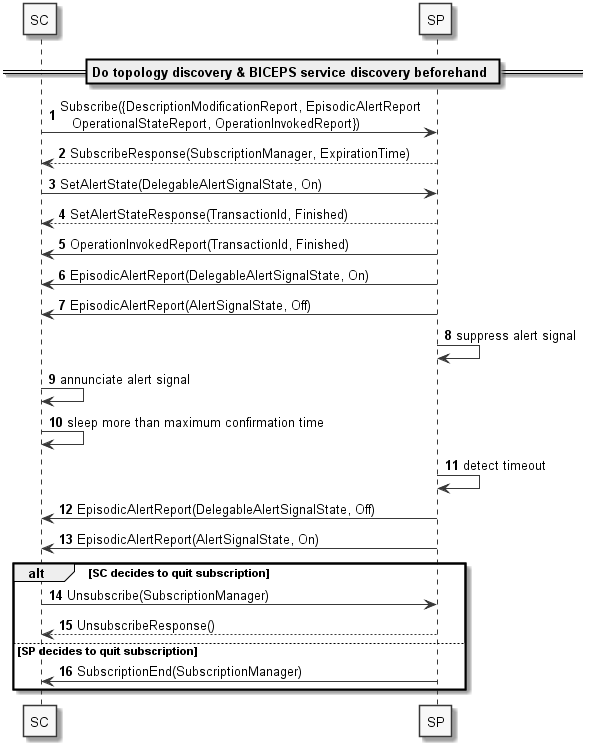 SC
SP
Do topology discovery & BICEPS service discovery beforehand
1 Subscribe({DescriptionModificationReport, EpisodicAlertReport
OperationalStateReport, OperationInvokedReport})
2 SubscribeResponse(SubscriptionManager, ExpirationTime)
3 SetAlertState(DelegableAlertSignalState, On)
4 SetAlertStateResponse(TransactionId, Finished)
5 OperationInvokedReport(TransactionId, Finished)
6 EpisodicAlertReport(DelegableAlertSignalState, On)
7 EpisodicAlertReport(AlertSignalState, Off)
8 suppress alert signal
9 annunciate alert signal
10 sleep more than maximum confirmation time
11 detect timeout
12 EpisodicAlertReport(DelegableAlertSignalState, Off)
13 EpisodicAlertReport(AlertSignalState, On)
alt [SC decides to quit subscription]
14 Unsubscribe(SubscriptionManager)
15 UnsubscribeResponse()
[SP decides to quit subscription]
16 SubscriptionEnd(SubscriptionManager)
SC
SP